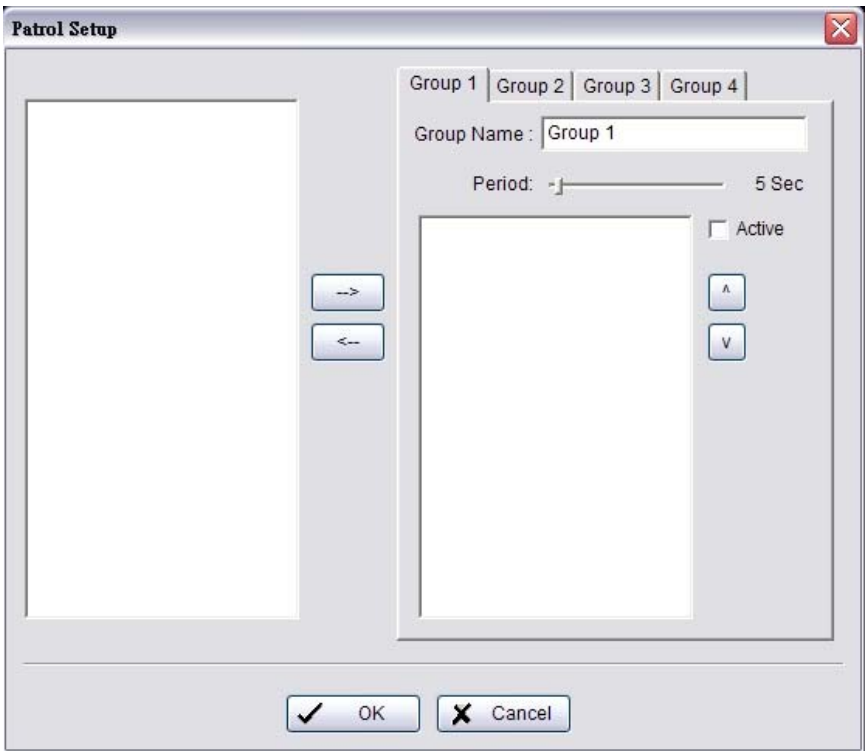 Patrol Setup
Group 1 Group 2 Group 3 Group 4
Group Name : Group 1
Period: 5 Sec
Active
-->
^
<--
v
OK Cancel